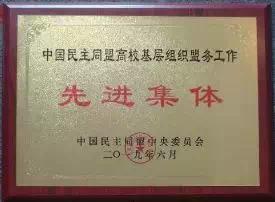 中国民主同盟高校基层组织盟务工作
先进集体
中国民主同盟中央委员会
二〇一九年六月